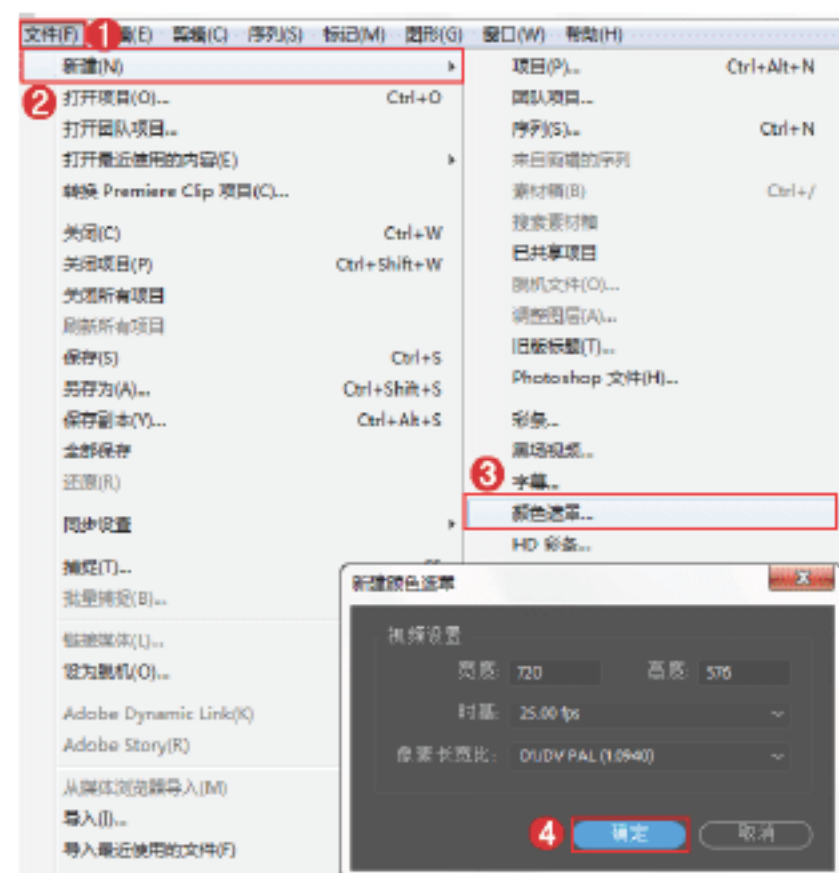 文件(F) 1 (E) 剪辑(C) 序列(S) 标记(M) 图形(G) 窗口(W) 帮助(H)
新建(N)
2
打开项目(O)... Ctrl+O
打开团队项目...
打开最近使用的内容(E)
转换 Premiere Clip 项目(C)...
关闭(C) Ctrl+W
关闭项目(P) Ctrl+Shift+W
关闭所有项目
刷新所有项目
保存(S) Ctrl+S
另存为(A)... Ctrl+Shift+S
保存副本(Y)... Ctrl+Alt+S
全部保存
还原(R)
同步设置
捕捉(T)...
批量捕捉(B)...
链接媒体(L)...
设为脱机(O)...
Adobe Dynamic Link(K)
Adobe Story(R)
从媒体浏览器导入(M)
导入(I)...
导入最近使用的文件(F)
项目(P)... Ctrl+Alt+N
团队项目...
序列(S)... Ctrl+N
来自剪辑的序列
素材箱(B) Ctrl+/
搜索素材箱
已共享项目
脱机文件(O)...
调整图层(A)...
旧版标题(T)...
Photoshop 文件(H)...
彩条...
黑场视频...
3
字幕...
颜色遮罩...
HD 彩条...
新建颜色遮罩
视频设置
宽度: 720 高度: 576
时基: 25.00 fps
像素长宽比: D1/DV PAL (1.0940)
4 确定 取消